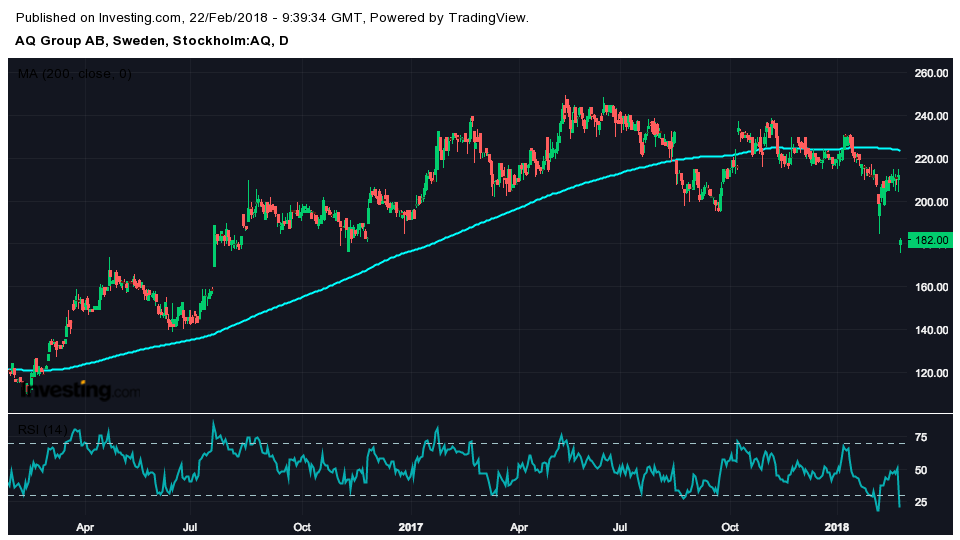 Published on Investing.com, 22/Feb/2018 - 9:39:34 GMT, Powered by TradingView.
AQ Group AB, Sweden, Stockholm:AQ, D
MA (200, close, 0)
260.00
240.00
220.00
200.00
182.00
160.00
140.00
120.00
Investing.com
RSI (14)
75
50
25
Apr Jul Oct 2017 Apr Jul Oct 2018